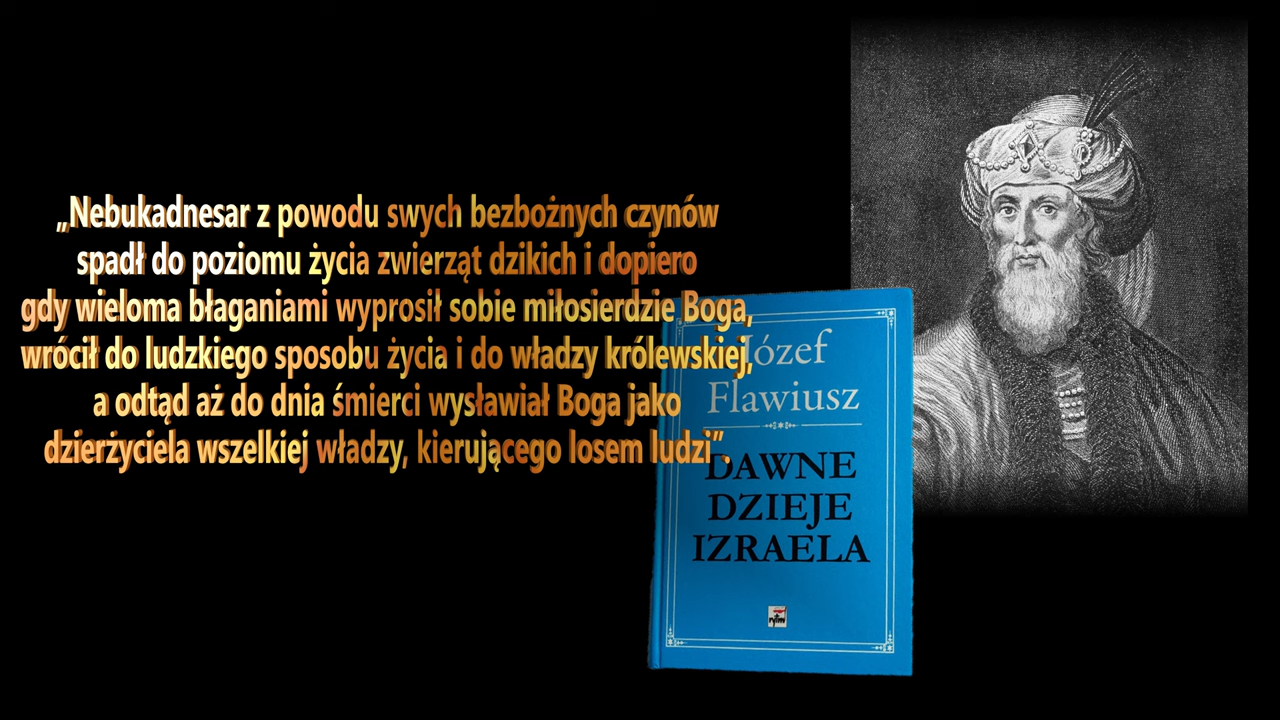 „Nebukadnesar z powodu swych bezbożnych czynów
spadł do poziomu życia zwierząt dzikich i dopiero
gdy wieloma błaganiami wyprosił sobie miłosierdzie Boga,
wrócił do ludzkiego sposobu życia i do władzy królewskiej,
a odtąd aż do dnia śmierci wysławiał Boga jako
dzierżyciela wszelkiej władzy, kierującego losem ludzi”.
Józef
Flawiusz
DAWNE
DZIEJE
IZRAELA
rytm